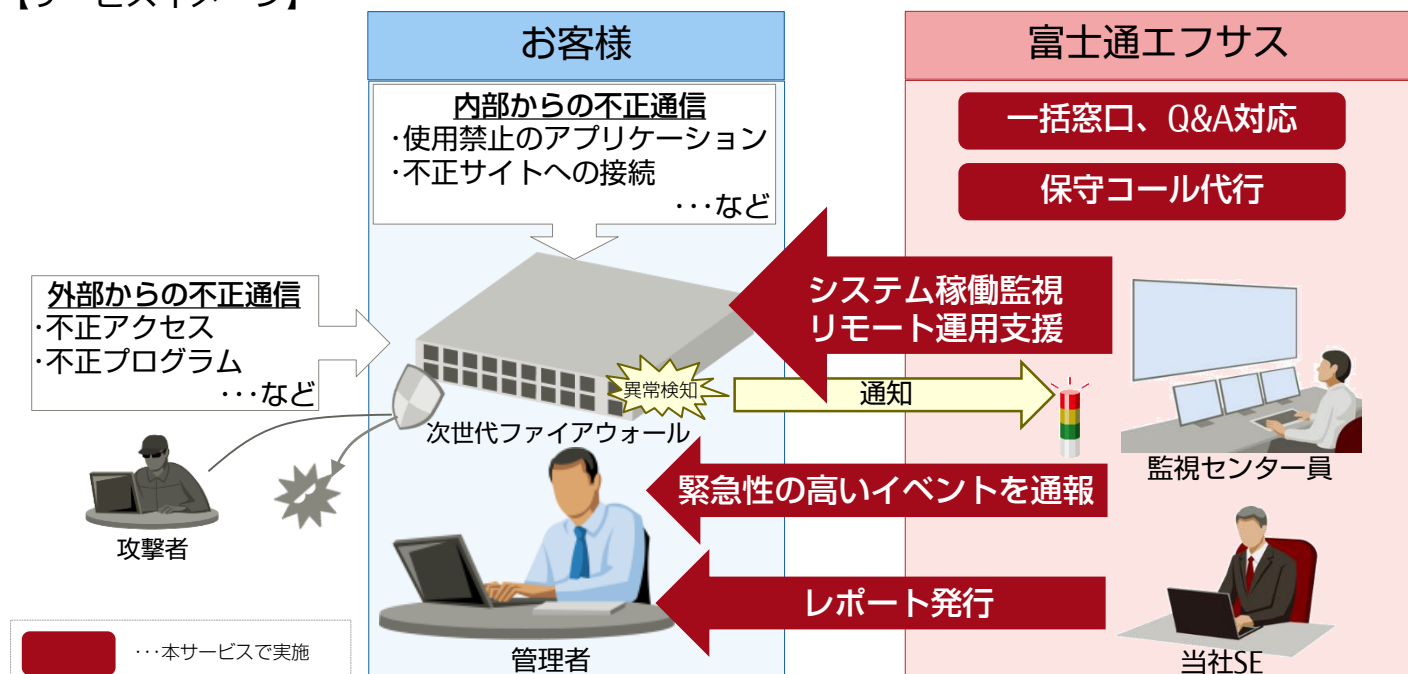 【サービスイメージ】
お客様
富士通エフサス
内部からの不正通信
･使用禁止のアプリケーション
･不正サイトへの接続
･･･など
一括窓口、Q&A対応
保守コール代行
外部からの不正通信
･不正アクセス
･不正プログラム
･･･など
システム稼働監視
リモート運用支援
異常検知
通知
次世代ファイアウォール
監視センター員
緊急性の高いイベントを通報
攻撃者
レポート発行
･･･本サービスで実施
管理者
当社SE